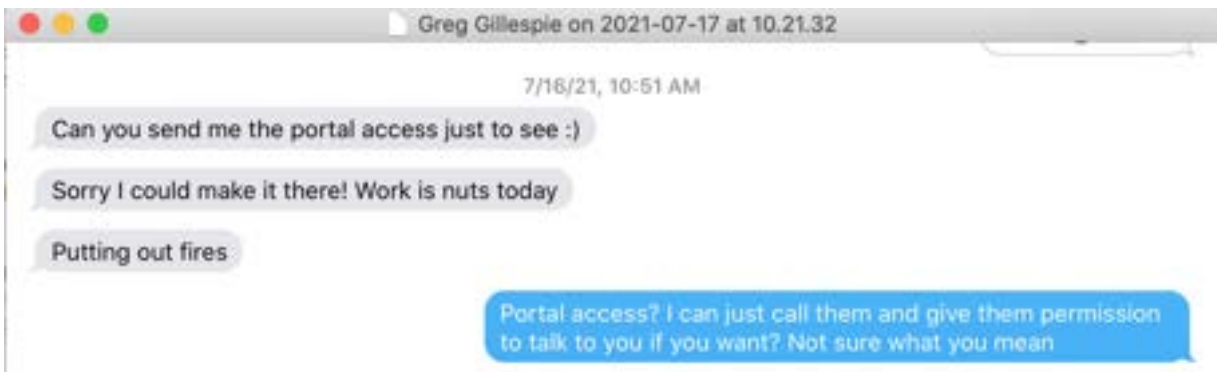 Greg Gillespie on 2021-07-17 at 10.21.32
7/16/21, 10:51 AM
Can you send me the portal access just to see :)
Sorry I could make it there! Work is nuts today
Putting out fires
Portal access? I can just call them and give them permission
to talk to you if you want? Not sure what you mean